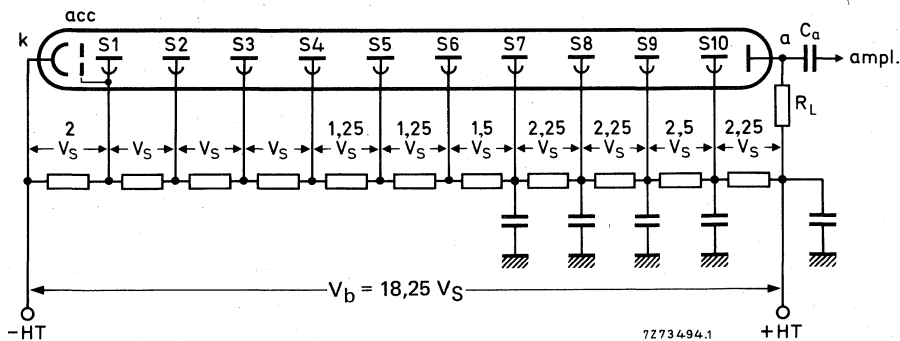 acc
k S1 S2 S3 S4 S5 S6 S7 S8 S9 S10 a Ca ampl.
RL
2 1,25 1,25 1,5 2,25 2,25 2,5 2,25
VS VS VS VS VS VS VS VS VS VS VS
Vb = 18,25 VS
-HT 7Z73494.1 +HT